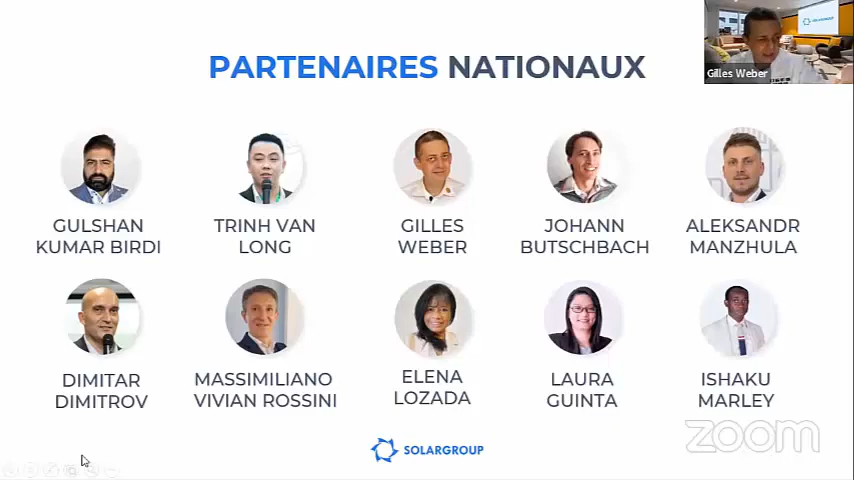 PARTENAIRES NATIONAUX
Gilles Weber
GULSHAN
KUMAR BIRDI
TRINH VAN
LONG
GILLES
WEBER
JOHANN
BUTSCHBACH
ALEKSANDR
MANZHULA
DIMITAR
DIMITROV
MASSIMILIANO
VIVIAN ROSSINI
ELENA
LOZADA
LAURA
GUINTA
ISHAKU
MARLEY
SOLARGROUP
zoom